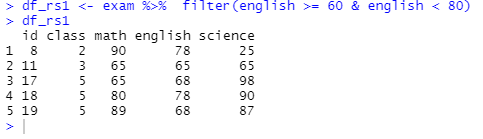 > df_rs1 <- exam %>%  filter(english >= 60 & english < 80)
> df_rs1
  id class math english science
1  8     2   90      78      25
2 11     3   65      65      65
3 17     5   65      68      98
4 18     5   80      78      90
5 19     5   89      68      87
>